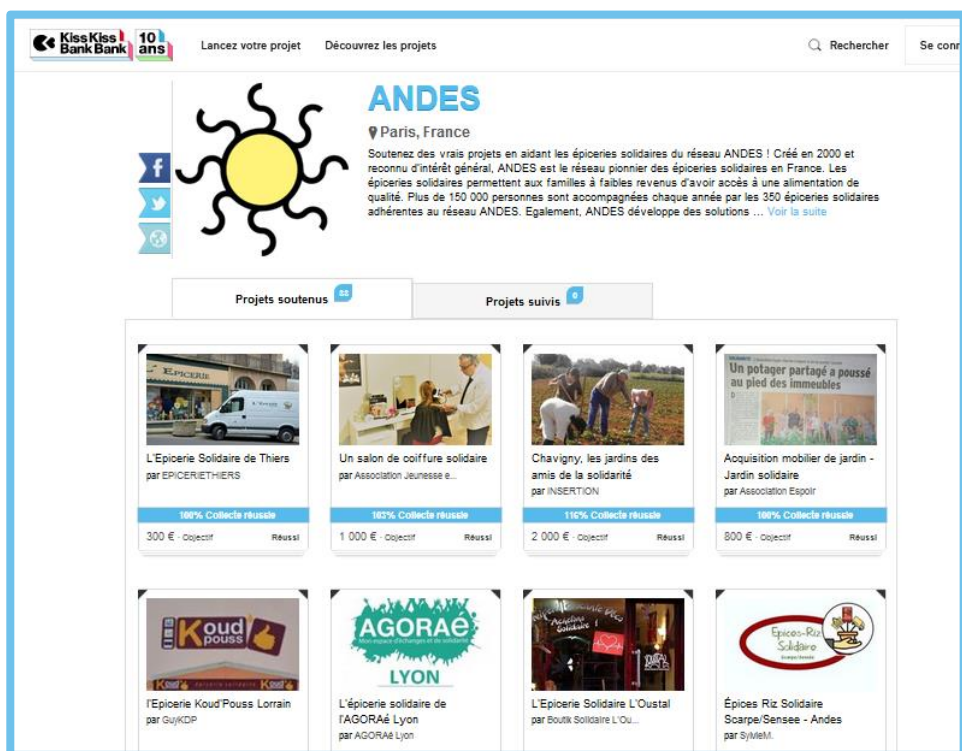 KissKiss
BankBank
10
ans
Lancez votre projet
Découvrez les projets
Rechercher
Se conn
ANDES
Paris, France
Soutenez des vrais projets en aidant les épiceries solidaires du réseau ANDES ! Créé en 2000 et
reconnu d'intérêt général, ANDES est le réseau pionnier des épiceries solidaires en France. Les
épiceries solidaires permettent aux familles à faibles revenus d'avoir accès à une alimentation de
qualité. Plus de 150 000 personnes sont accompagnées chaque année par les 350 épiceries solidaires
adhérentes au réseau ANDES. Egalement, ANDES développe des solutions ... Voir la suite
Projets soutenus
Projets suivis 0
EPICERIE
Un potager partagé a poussé
au pied des immeubles
L'Epicerie Solidaire de Thiers
par EPICERIETHIERS
100% Collecte réussie
300 € - Objectif Réussi
Un salon de coiffure solidaire
par Association Jeunesse e...
103% Collecte réussie
1 000 € - Objectif Réussi
Chavigny, les jardins des
amis de la solidarité
par INSERTION
116% Collecte réussie
2 000 € - Objectif Réussi
Acquisition mobilier de jardin -
Jardin solidaire
par Association Espoir
100% Collecte réussie
800 € - Objectif Réussi
Koud
pouss
l'Epicerie Koud'Pouss Lorrain
par GuyKDP
AGORAé
Mon espace d'échanges et de solidarité
LYON
L'épicerie solidaire de
l'AGORAé Lyon
par AGORAé Lyon
L'Epicerie Solidaire L'Oustal
par Boutik Solidaire L'Ou...
Epices-Riz
Solidaire
Épices Riz Solidaire
Scarpe/Sensee - Andes
par SylvieM.